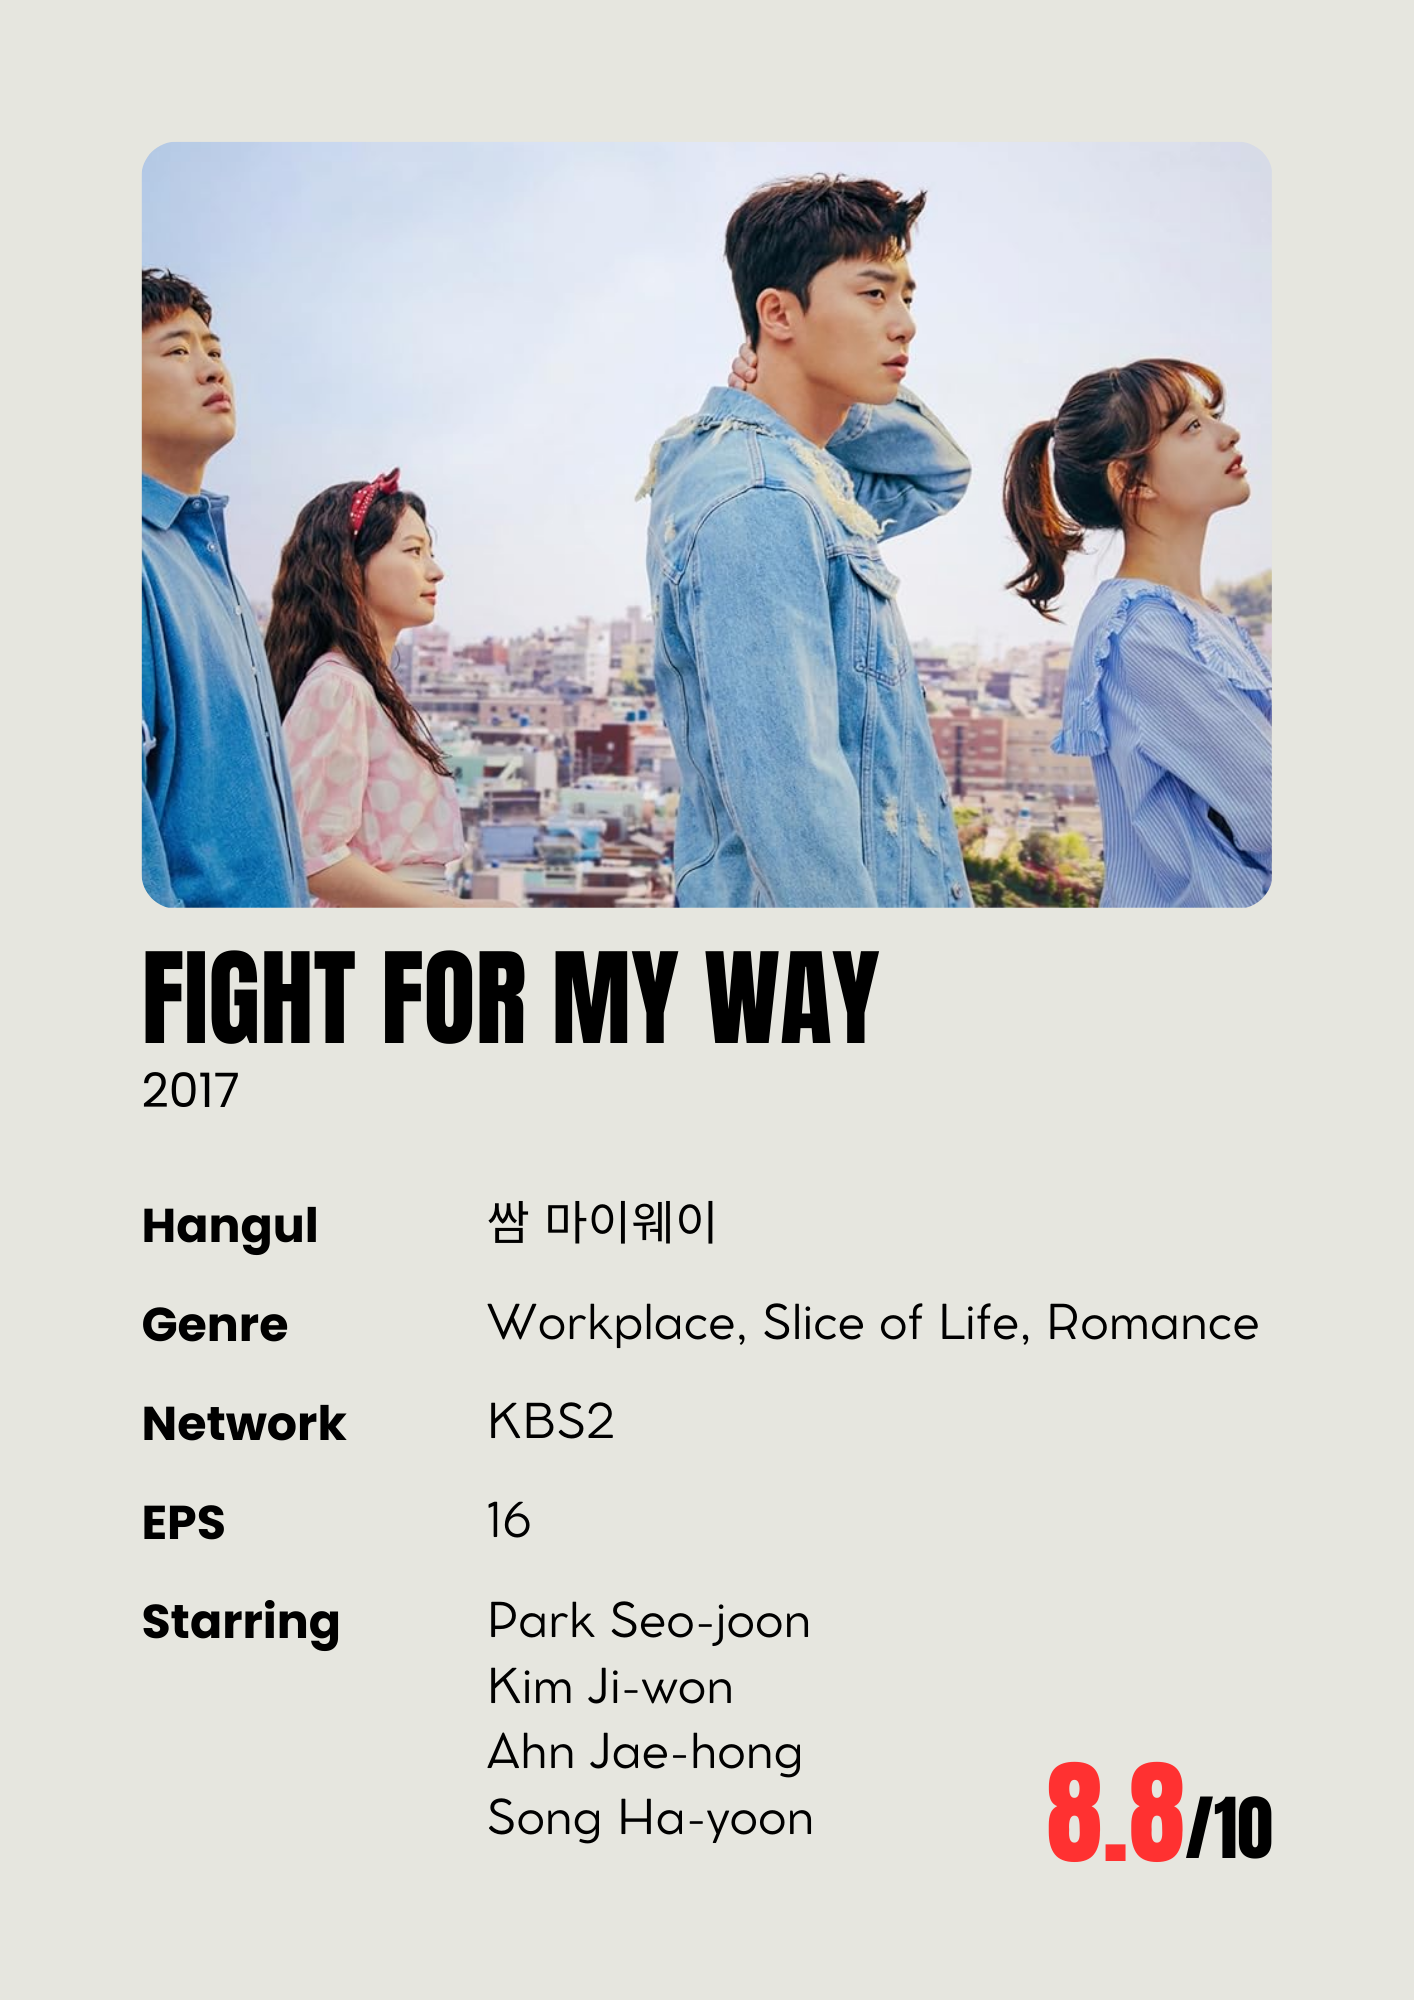 FIGHT FOR MY WAY
2017
Hangul 쌈 마이웨이
Genre Workplace, Slice of Life, Romance
Network KBS2
EPS 16
Starring Park Seo-joon
Kim Ji-won
Ahn Jae-hong
Song Ha-yoon
8.8/10